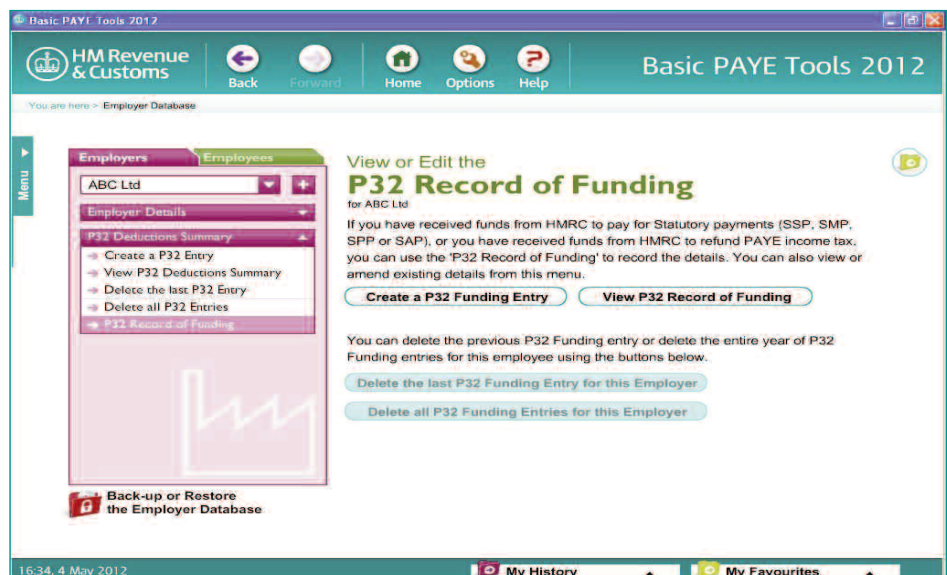 Basic PAYE Tools 2012
HM Revenue
& Customs
Back
Forward
Home
Options
Help
Basic PAYE Tools 2012
You are here > Employer Database
Menu
Employers
Employees
ABC Ltd
Employer Details
P32 Deductions Summary
Create a P32 Entry
View P32 Deductions Summary
Delete the last P32 Entry
Delete all P32 Entries
P32 Record of Funding
Back-up or Restore
the Employer Database
View or Edit the
P32 Record of Funding
for ABC Ltd
If you have received funds from HMRC to pay for Statutory payments (SSP, SMP,
SPP or SAP), or you have received funds from HMRC to refund PAYE income tax,
you can use the 'P32 Record of Funding' to record the details. You can also view or
amend existing details from this menu.
Create a P32 Funding Entry
View P32 Record of Funding
You can delete the previous P32 Funding entry or delete the entire year of P32
Funding entries for this employee using the buttons below.
Delete the last P32 Funding Entry for this Employer
Delete all P32 Funding Entries for this Employer
16:34, 4 May 2012
My History
My Favourites